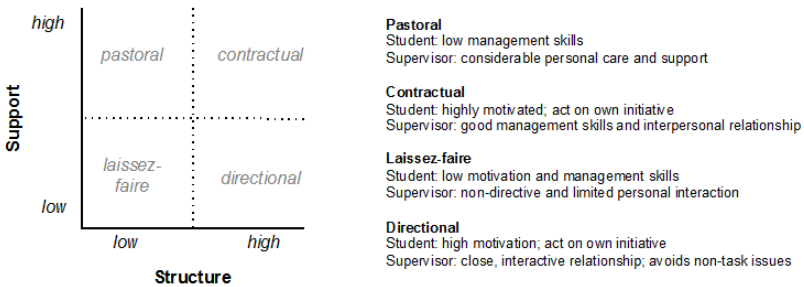 high
pastoral
contractual
Support
laissez-
faire
directional
low
low
high
Structure
Pastoral
Student: low management skills
Supervisor: considerable personal care and support
Contractual
Student: highly motivated; act on own initiative
Supervisor: good management skills and interpersonal relationship
Laissez-faire
Student: low motivation and management skills
Supervisor: non-directive and limited personal interaction
Directional
Student: high motivation; act on own initiative
Supervisor: close, interactive relationship; avoids non-task issues